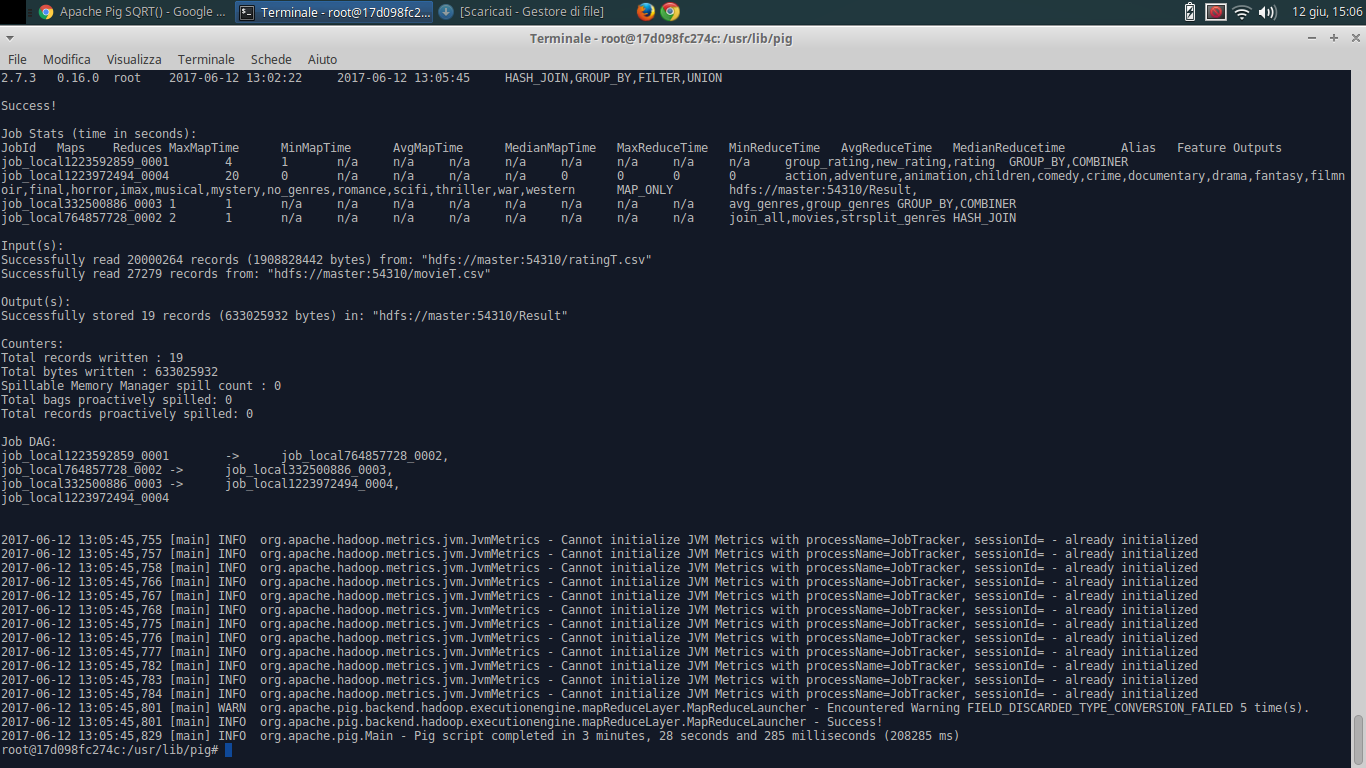 Apache Pig SQRT() - Google ...
Terminale - root@17d098fc2...
[Scaricati - Gestore di file]
12 giu, 15:06
Terminale - root@17d098fc274c: /usr/lib/pig
File Modifica Visualizza Terminale Schede Aiuto
2.7.3 0.16.0 root 2017-06-12 13:02:22 2017-06-12 13:05:45 HASH_JOIN,GROUP_BY,FILTER,UNION
Success!
Job Stats (time in seconds):
JobId Maps Reduces MaxMapTime MinMapTime AvgMapTime MedianMapTime MaxReduceTime MinReduceTime AvgReduceTime MedianReducetime Alias Feature Outputs
job_local1223592859_0001 4 1 n/a n/a n/a n/a n/a n/a n/a n/a group_rating,new_rating,rating GROUP_BY,COMBINER
job_local1223972494_0004 20 0 n/a n/a n/a n/a 0 0 0 0 action,adventure,animation,children,comedy,crime,documentary,drama,fantasy,filmn
oir,final,horror,imax,musical,mystery,no_genres,romance,scifi,thriller,war,western MAP_ONLY hdfs://master:54310/Result,
job_local332500886_0003 1 1 n/a n/a n/a n/a n/a n/a n/a n/a avg_genres,group_genres GROUP_BY,COMBINER
job_local764857728_0002 2 1 n/a n/a n/a n/a n/a n/a n/a n/a join_all,movies,strsplit_genres HASH_JOIN
Input(s):
Successfully read 20000264 records (1908828442 bytes) from: "hdfs://master:54310/ratingT.csv"
Successfully read 27279 records from: "hdfs://master:54310/movieT.csv"
Output(s):
Successfully stored 19 records (633025932 bytes) in: "hdfs://master:54310/Result"
Counters:
Total records written : 19
Total bytes written : 633025932
Spillable Memory Manager spill count : 0
Total bags proactively spilled: 0
Total records proactively spilled: 0
Job DAG:
job_local1223592859_0001 -> job_local764857728_0002,
job_local764857728_0002 -> job_local332500886_0003,
job_local332500886_0003 -> job_local1223972494_0004,
job_local1223972494_0004
2017-06-12 13:05:45,755 [main] INFO org.apache.hadoop.metrics.jvm.JvmMetrics - Cannot initialize JVM Metrics with processName=JobTracker, sessionId= - already initialized
2017-06-12 13:05:45,757 [main] INFO org.apache.hadoop.metrics.jvm.JvmMetrics - Cannot initialize JVM Metrics with processName=JobTracker, sessionId= - already initialized
2017-06-12 13:05:45,758 [main] INFO org.apache.hadoop.metrics.jvm.JvmMetrics - Cannot initialize JVM Metrics with processName=JobTracker, sessionId= - already initialized
2017-06-12 13:05:45,766 [main] INFO org.apache.hadoop.metrics.jvm.JvmMetrics - Cannot initialize JVM Metrics with processName=JobTracker, sessionId= - already initialized
2017-06-12 13:05:45,767 [main] INFO org.apache.hadoop.metrics.jvm.JvmMetrics - Cannot initialize JVM Metrics with processName=JobTracker, sessionId= - already initialized
2017-06-12 13:05:45,768 [main] INFO org.apache.hadoop.metrics.jvm.JvmMetrics - Cannot initialize JVM Metrics with processName=JobTracker, sessionId= - already initialized
2017-06-12 13:05:45,775 [main] INFO org.apache.hadoop.metrics.jvm.JvmMetrics - Cannot initialize JVM Metrics with processName=JobTracker, sessionId= - already initialized
2017-06-12 13:05:45,776 [main] INFO org.apache.hadoop.metrics.jvm.JvmMetrics - Cannot initialize JVM Metrics with processName=JobTracker, sessionId= - already initialized
2017-06-12 13:05:45,777 [main] INFO org.apache.hadoop.metrics.jvm.JvmMetrics - Cannot initialize JVM Metrics with processName=JobTracker, sessionId= - already initialized
2017-06-12 13:05:45,782 [main] INFO org.apache.hadoop.metrics.jvm.JvmMetrics - Cannot initialize JVM Metrics with processName=JobTracker, sessionId= - already initialized
2017-06-12 13:05:45,783 [main] INFO org.apache.hadoop.metrics.jvm.JvmMetrics - Cannot initialize JVM Metrics with processName=JobTracker, sessionId= - already initialized
2017-06-12 13:05:45,784 [main] INFO org.apache.hadoop.metrics.jvm.JvmMetrics - Cannot initialize JVM Metrics with processName=JobTracker, sessionId= - already initialized
2017-06-12 13:05:45,801 [main] WARN org.apache.pig.backend.hadoop.executionengine.mapReduceLayer.MapReduceLauncher - Encountered Warning FIELD_DISCARDED_TYPE_CONVERSION_FAILED 5 time(s).
2017-06-12 13:05:45,801 [main] INFO org.apache.pig.backend.hadoop.executionengine.mapReduceLayer.MapReduceLauncher - Success!
2017-06-12 13:05:45,829 [main] INFO org.apache.pig.Main - Pig script completed in 3 minutes, 28 seconds and 285 milliseconds (208285 ms)
root@17d098fc274c:/usr/lib/pig#